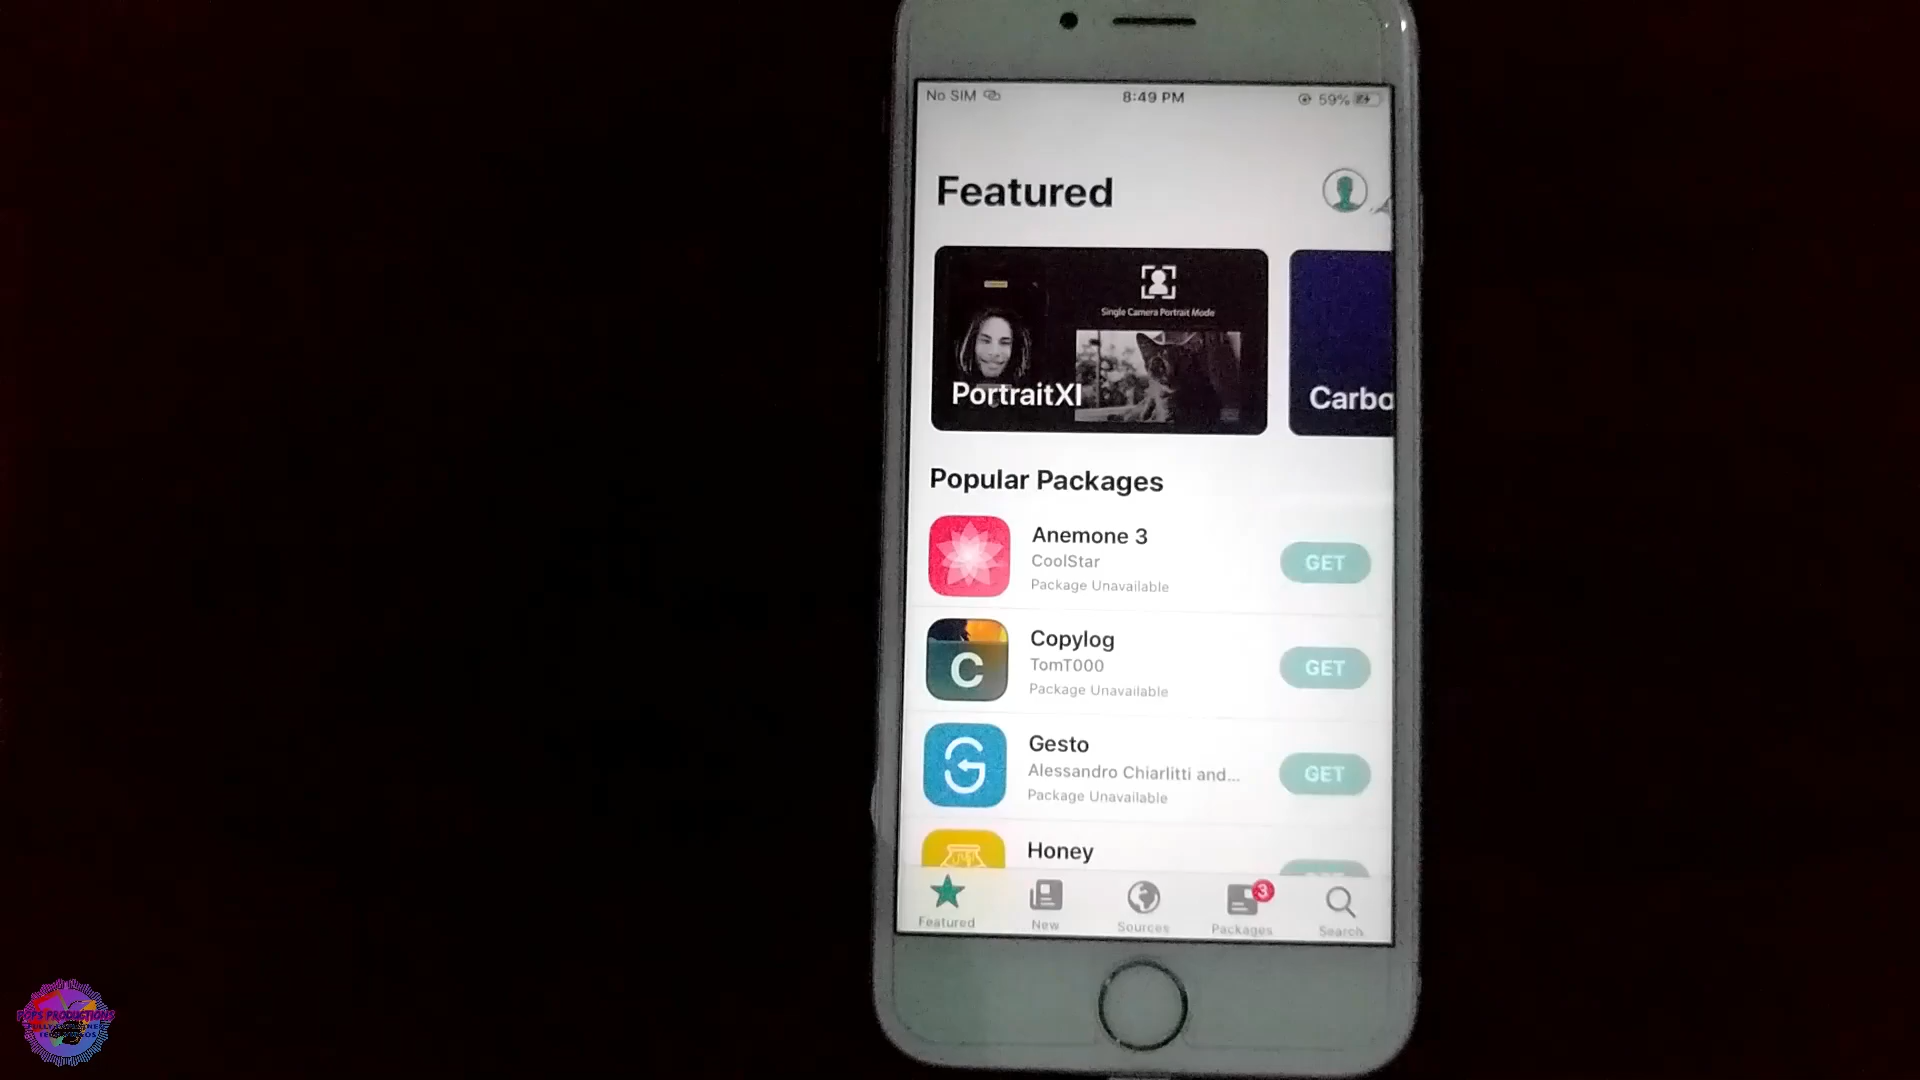 No SIM
8:49 PM
59%
Featured
Single Camera Portrait Mode
PortraitXI
Carbo
Popular Packages
Anemone 3
CoolStar
Package Unavailable
GET
Copylog
TomT000
Package Unavailable
GET
C
Gesto
Alessandro Chiarlitti and...
Package Unavailable
GET
Honey
3
Featured
New
Sources
Packages
Search
POPS PRODUCTIONS